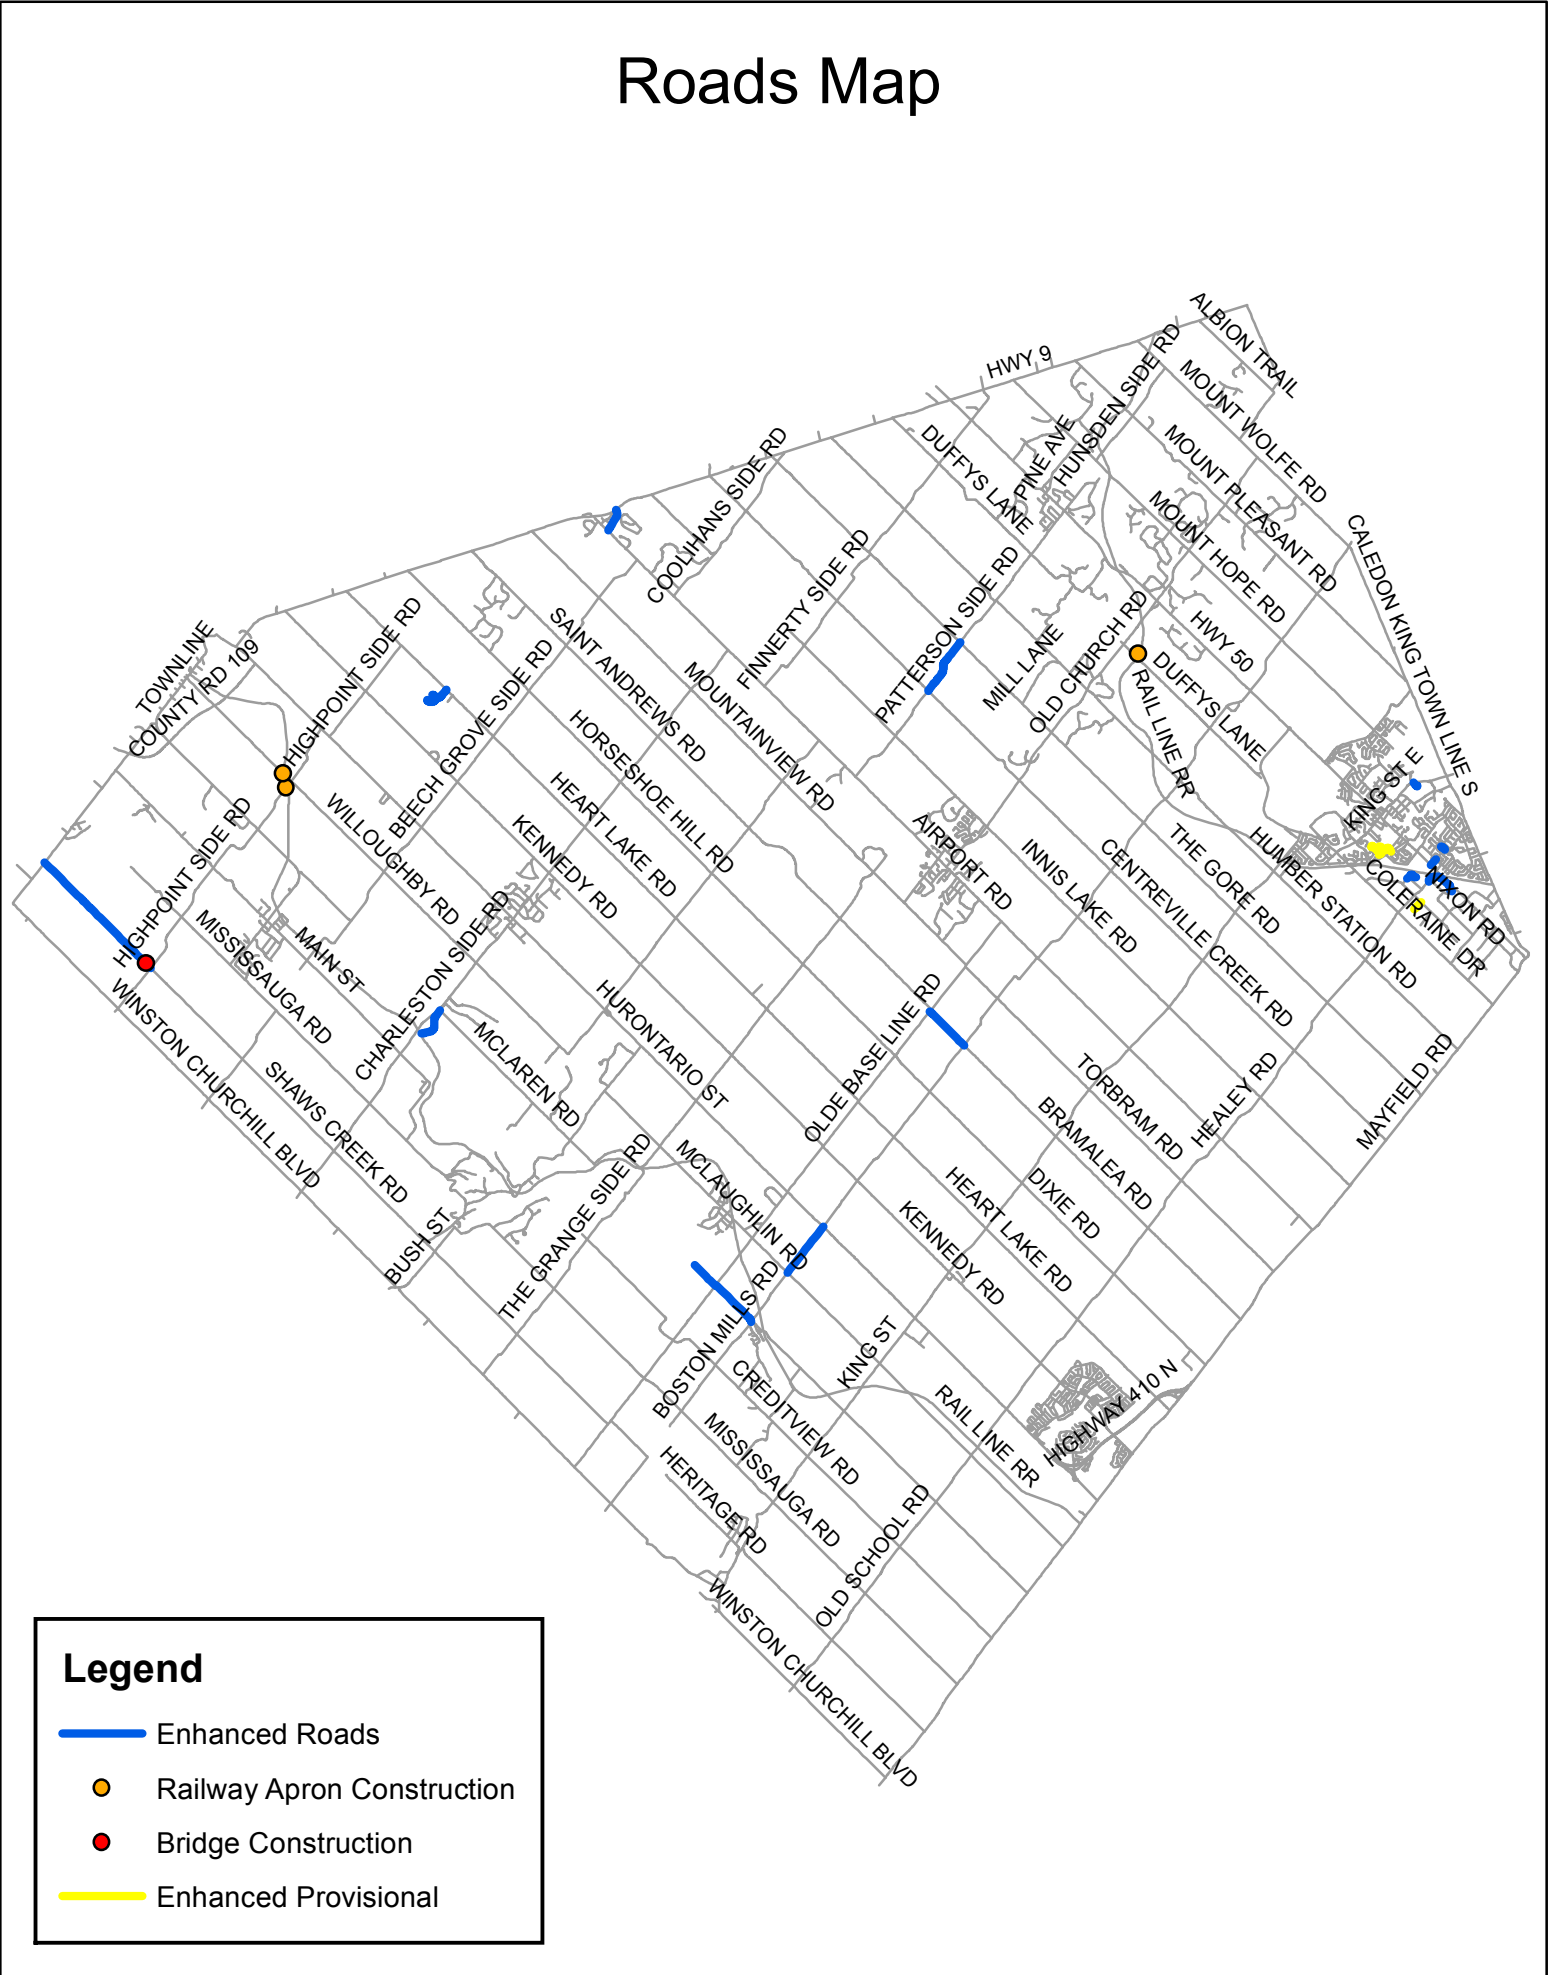 Roads Map
ALBION TRAIL
HWY 9
HUNSDEN SIDE RD
MOUNT WOLFE RD
PINE AVE
DUFFYS LANE
MOUNT PLEASANT RD
COOLIHANS SIDE RD
MOUNT HOPE RD
CALEDON KING TOWN LINE S
FINNERTY SIDE RD
PATTERSON SIDE RD
HWY 50
TOWNLINE
COUNTY RD 109
HIGHPOINT SIDE RD
SAINT ANDREWS RD
MILL LANE
OLD CHURCH RD
DUFFYS LANE
BEECH GROVE SIDE RD
MOUNTAINVIEW RD
RAIL LINE RR
HORSESHOE HILL RD
KING ST E
HEART LAKE RD
WILLOUGHBY RD
KENNEDY RD
AIRPORT RD
INNIS LAKE RD
CENTREVILLE CREEK RD
THE GORE RD
HUMBER STATION RD
COLERAINE DR
NIXON RD
HIGHPOINT SIDE RD
MISSISSAUGA RD
MAIN ST
CHARLESTON SIDE RD
WINSTON CHURCHILL BLVD
HURONTARIO ST
OLDE BASE LINE RD
MCLAREN RD
SHAWS CREEK RD
TORBRAM RD
HEALEY RD
MAYFIELD RD
BRAMALEA RD
MCLAUGHLIN RD
THE GRANGE SIDE RD
BUSH ST
HEART LAKE RD
DIXIE RD
KENNEDY RD
BOSTON MILLS RD
KING ST
CREDITVIEW RD
RAIL LINE RR
HIGHWAY 410 N
MISSISSAUGA RD
HERITAGE RD
OLD SCHOOL RD
WINSTON CHURCHILL BLVD
Legend
Enhanced Roads
Railway Apron Construction
Bridge Construction
Enhanced Provisional